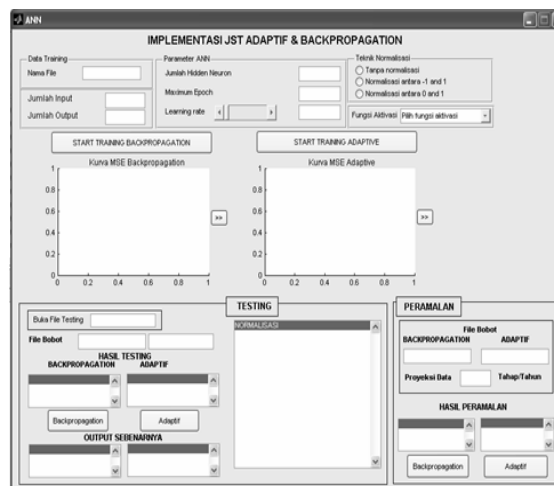 ANN
IMPLEMENTASI JST ADAPTIF & BACKPROPAGATION
Data Training
Nama File
Jumlah Input
Jumlah Output
Parameter ANN
Jumlah Hidden Neuron
Maximum Epoch
Learning rate
Teknik Normalisasi
Tanpa normalisasi
Normalisasi antara -1 and 1
Normalisasi antara 0 and 1
Fungsi Aktivasi Pilih fungsi aktivasi
START TRAINING BACKPROPAGATION
START TRAINING ADAPTIVE
Kurva MSE Backpropagation
1
0.8
0.6
0.4
0.2
0
0 0.2 0.4 0.6 0.8 1
>>
Kurva MSE Adaptive
1
0.8
0.6
0.4
0.2
0
0 0.2 0.4 0.6 0.8 1
>>
TESTING
Buka File Testing
File Bobot
HASIL TESTING
BACKPROPAGATION ADAPTIF
Backpropagation Adaptif
OUTPUT SEBENARNYA
NORMALISASI
PERAMALAN
File Bobot
BACKPROPAGATION ADAPTIF
Proyeksi Data Tahap/Tahun
HASIL PERAMALAN
Backpropagation Adaptif